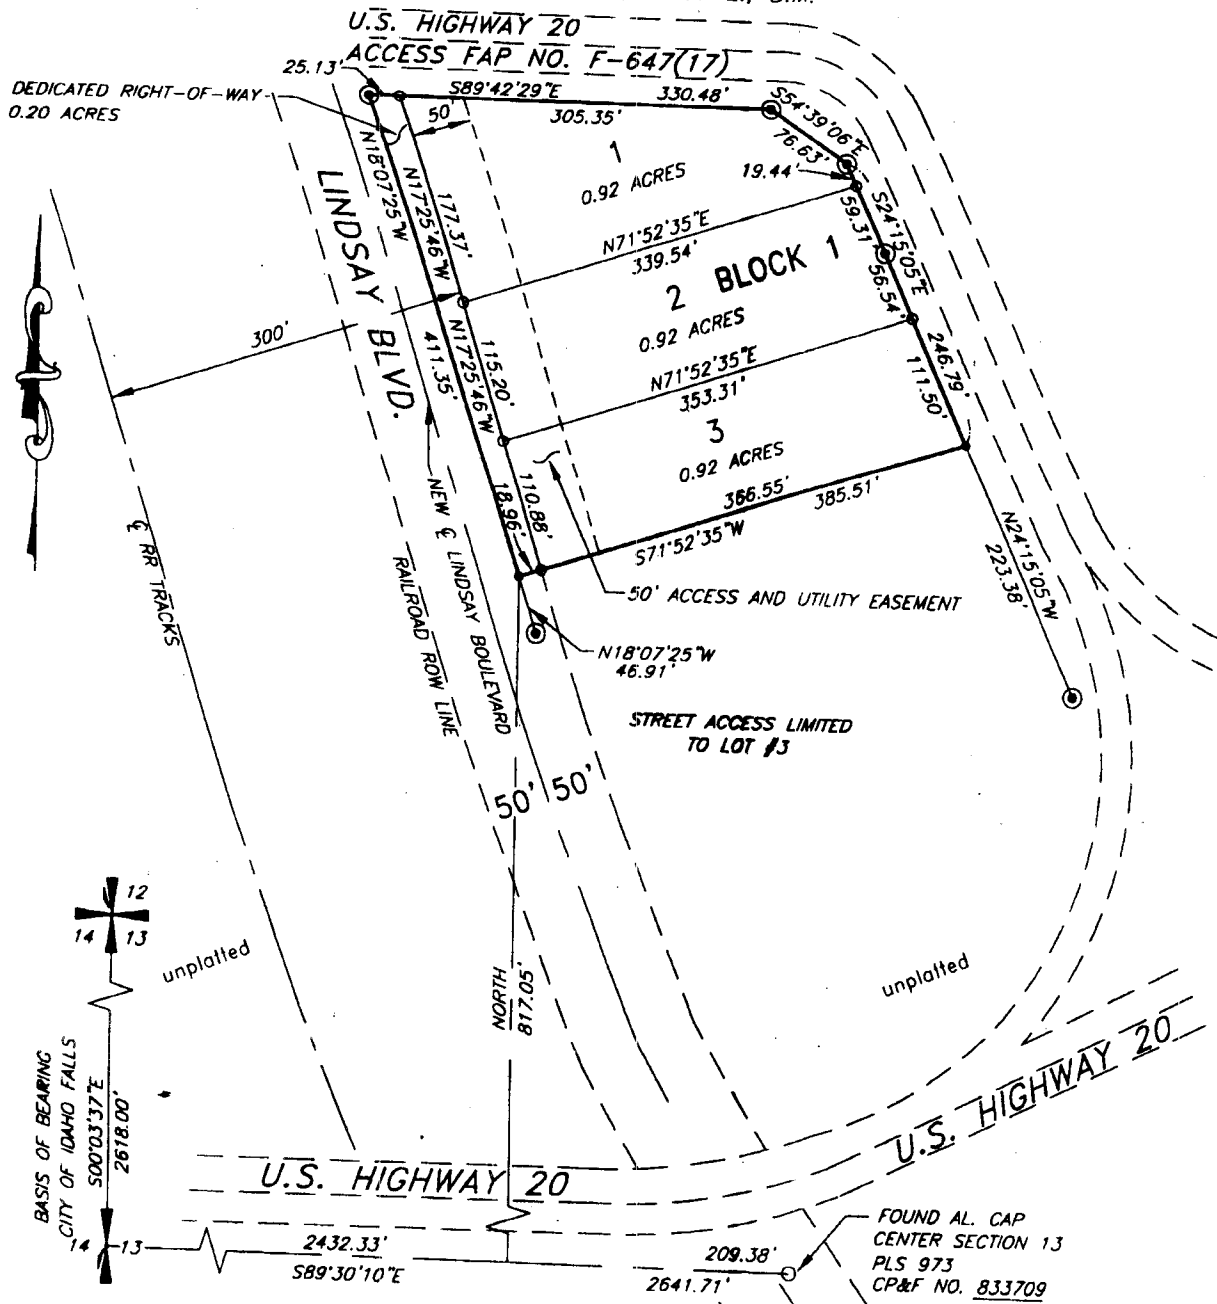 U.S. HIGHWAY 20
ACCESS FAP NO. F-647(17)
25.13'
S89°42'29"E
330.48'
305.35'
DEDICATED RIGHT-OF-WAY
0.20 ACRES
50'
S54°39'06"E
76.63'
19.44'
1
0.92 ACRES
N18°07'25"W
N17°25'46"W
177.37'
LINDSAY BLVD.
N71°52'35"E
339.54'
59.31'
S24°15'05"E
56.54'
2
BLOCK 1
0.92 ACRES
300'
411.35'
N17°25'46"W
115.20'
N71°52'35"E
353.31'
246.79'
111.50'
3
0.92 ACRES
366.55'
385.51'
S71°52'35"W
110.88'
18.96'
NEW ℄ LINDSAY BOULEVARD
RAILROAD ROW LINE
℄ RR TRACKS
50' ACCESS AND UTILITY EASEMENT
N24°15'05"W
223.38'
N18°07'25"W
46.91'
STREET ACCESS LIMITED
TO LOT #3
50' 50'
12
14 13
unplatted
unplatted
NORTH
817.05'
BASIS OF BEARING
CITY OF IDAHO FALLS
S00°03'37"E
2618.00'
U.S. HIGHWAY 20
U.S. HIGHWAY 20
14 13
2432.33'
S89°30'10"E
209.38'
2641.71'
FOUND AL. CAP
CENTER SECTION 13
PLS 973
CP&F NO. 833709